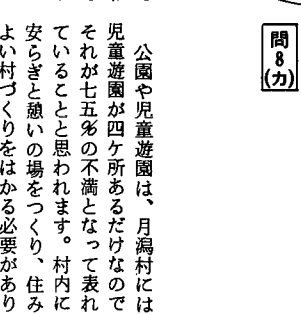 問8(カ)
公園や児童遊園は、月潟村には
児童遊園が四ケ所あるだけなので
それが七五%の不満となって表れ
ていることと思われます。村内に
安らぎと憩いの場をつくり、住み
よい村づくりをはかる必要があり